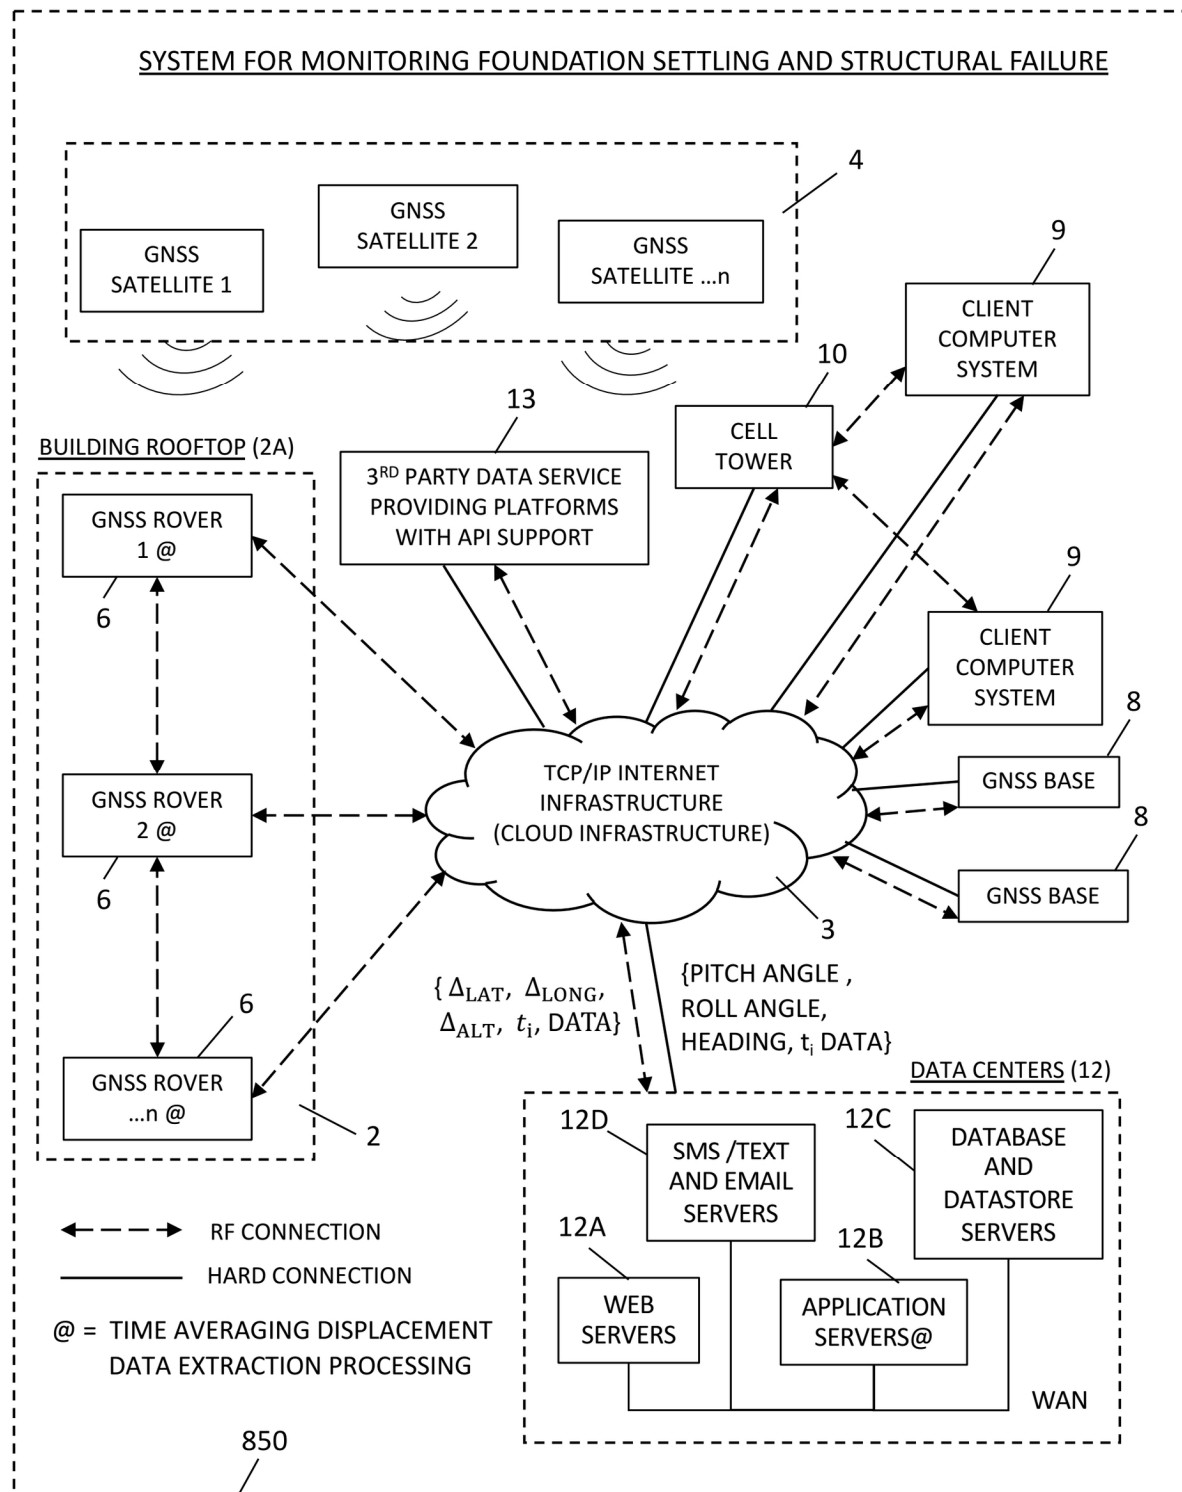 SYSTEM FOR MONITORING FOUNDATION SETTLING AND STRUCTURAL FAILURE
4
GNSS
SATELLITE 1
GNSS
SATELLITE 2
GNSS
SATELLITE ...n
9
CLIENT
COMPUTER
SYSTEM
10
CELL
TOWER
13
3RD PARTY DATA SERVICE
PROVIDING PLATFORMS
WITH API SUPPORT
BUILDING ROOFTOP (2A)
GNSS ROVER
1 @
6
9
CLIENT
COMPUTER
SYSTEM
8
GNSS BASE
8
GNSS BASE
TCP/IP INTERNET
INFRASTRUCTURE
(CLOUD INFRASTRUCTURE)
3
GNSS ROVER
2 @
6
6
GNSS ROVER
...n @
2
{ ΔLAT, ΔLONG,
ΔALT, ti, DATA}
{PITCH ANGLE ,
ROLL ANGLE,
HEADING, ti DATA}
DATA CENTERS (12)
12D
SMS /TEXT
AND EMAIL
SERVERS
12C
DATABASE
AND
DATASTORE
SERVERS
12A
WEB
SERVERS
12B
APPLICATION
SERVERS@
WAN
RF CONNECTION
HARD CONNECTION
@ = TIME AVERAGING DISPLACEMENT
DATA EXTRACTION PROCESSING
850